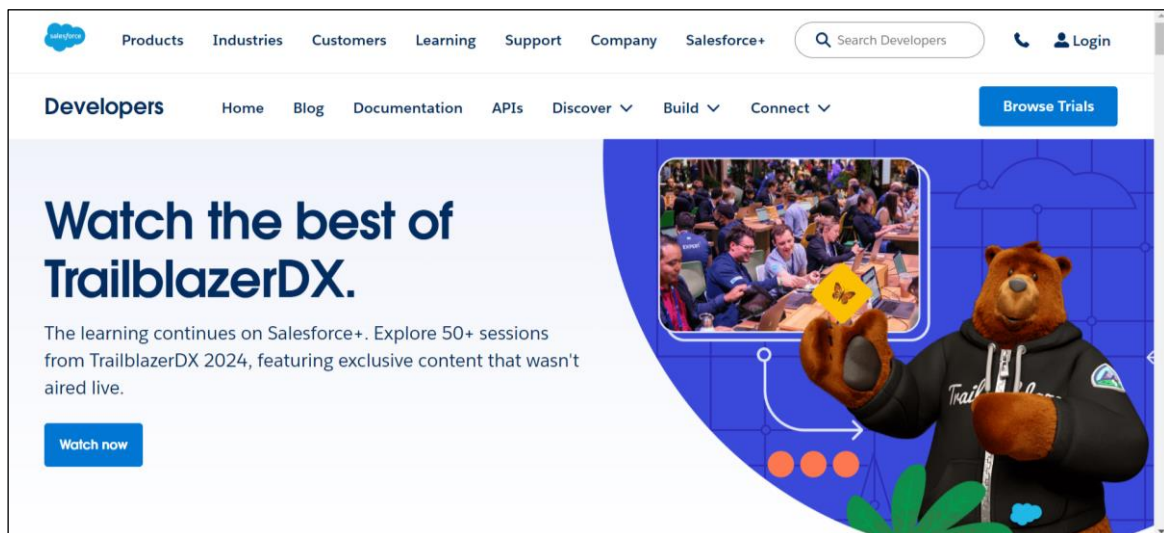 salesforce
Products Industries Customers Learning Support Company Salesforce+ Search Developers Login
Developers Home Blog Documentation APIs Discover Build Connect Browse Trials
Watch the best of
TrailblazerDX.
The learning continues on Salesforce+. Explore 50+ sessions
from TrailblazerDX 2024, featuring exclusive content that wasn't
aired live.
Watch now
EXPERT